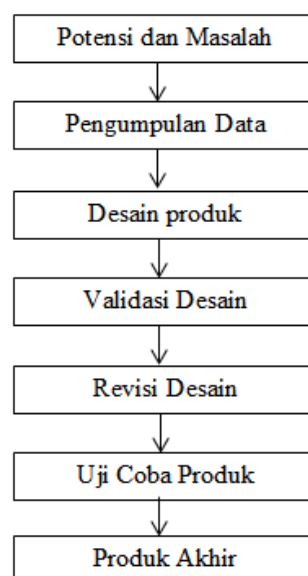 Potensi dan Masalah
Pengumpulan Data
Desain produk
Validasi Desain
Revisi Desain
Uji Coba Produk
Produk Akhir